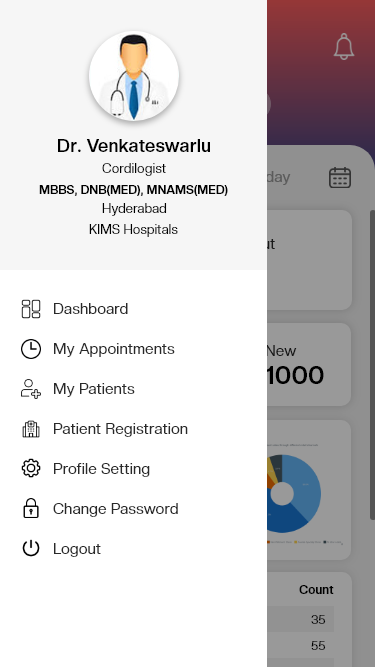 Dr. Venkateswarlu
Cordilogist
MBBS, DNB(MED), MNAMS(MED)
Hyderabad
KIMS Hospitals
day
ut
Dashboard
My Appointments
New
1000
My Patients
Patient Registration
Profile Setting
Change Password
Logout
Count
35
55